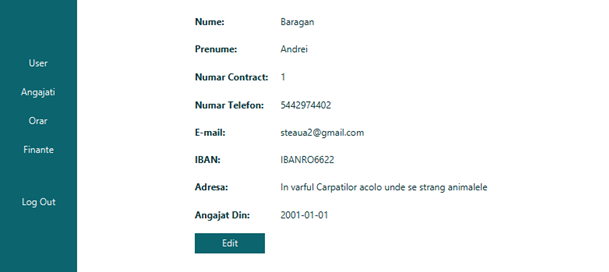 User
Angajati
Orar
Finante
Log Out
Nume: Baragan
Prenume: Andrei
Numar Contract: 1
Numar Telefon: 5442974402
E-mail: steaua2@gmail.com
IBAN: IBANRO6622
Adresa: In varful Carpatilor acolo unde se strang animalele
Angajat Din: 2001-01-01
Edit